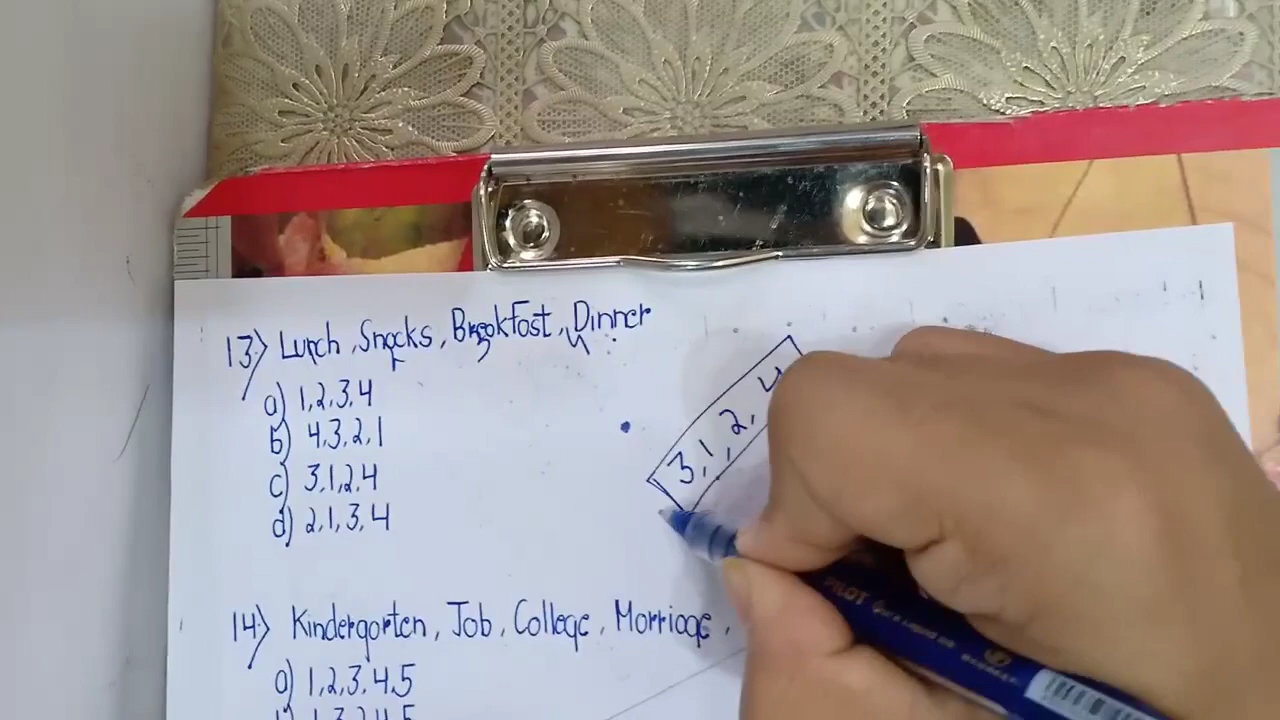 13) Lunch, Snacks, Breakfast, Dinner
a) 1,2,3,4
b) 4,3,2,1
c) 3,1,2,4
d) 2,1,3,4
3,1,2,4
14) Kindergarten, Job, College, Marriage,
a) 1,2,3,4,5
PILOT